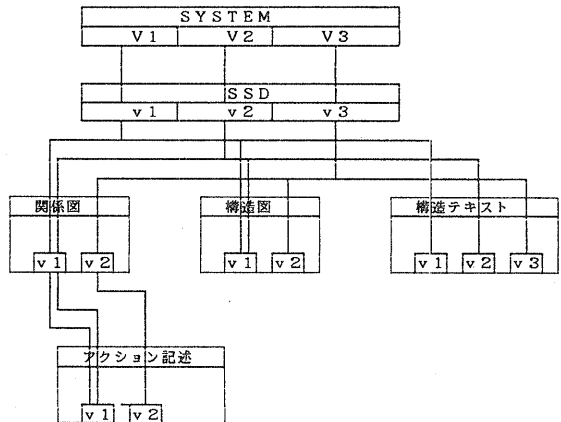 SYSTEM
V1 V2 V3
SSD
v1 v2 v3
関係図 構造図 構造テキスト
v1 v2 v1 v2 v1 v2 v3
アクション記述
v1 v2